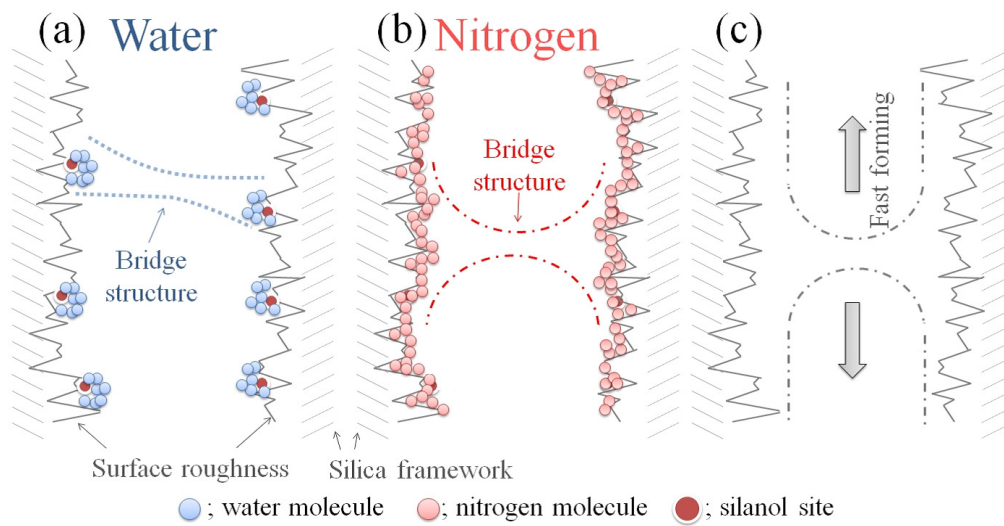 (a) Water
(b) Nitrogen
(c)
Bridge
structure
Bridge
structure
Fast forming
Surface roughness
Silica framework
; water molecule
; nitrogen molecule
; silanol site